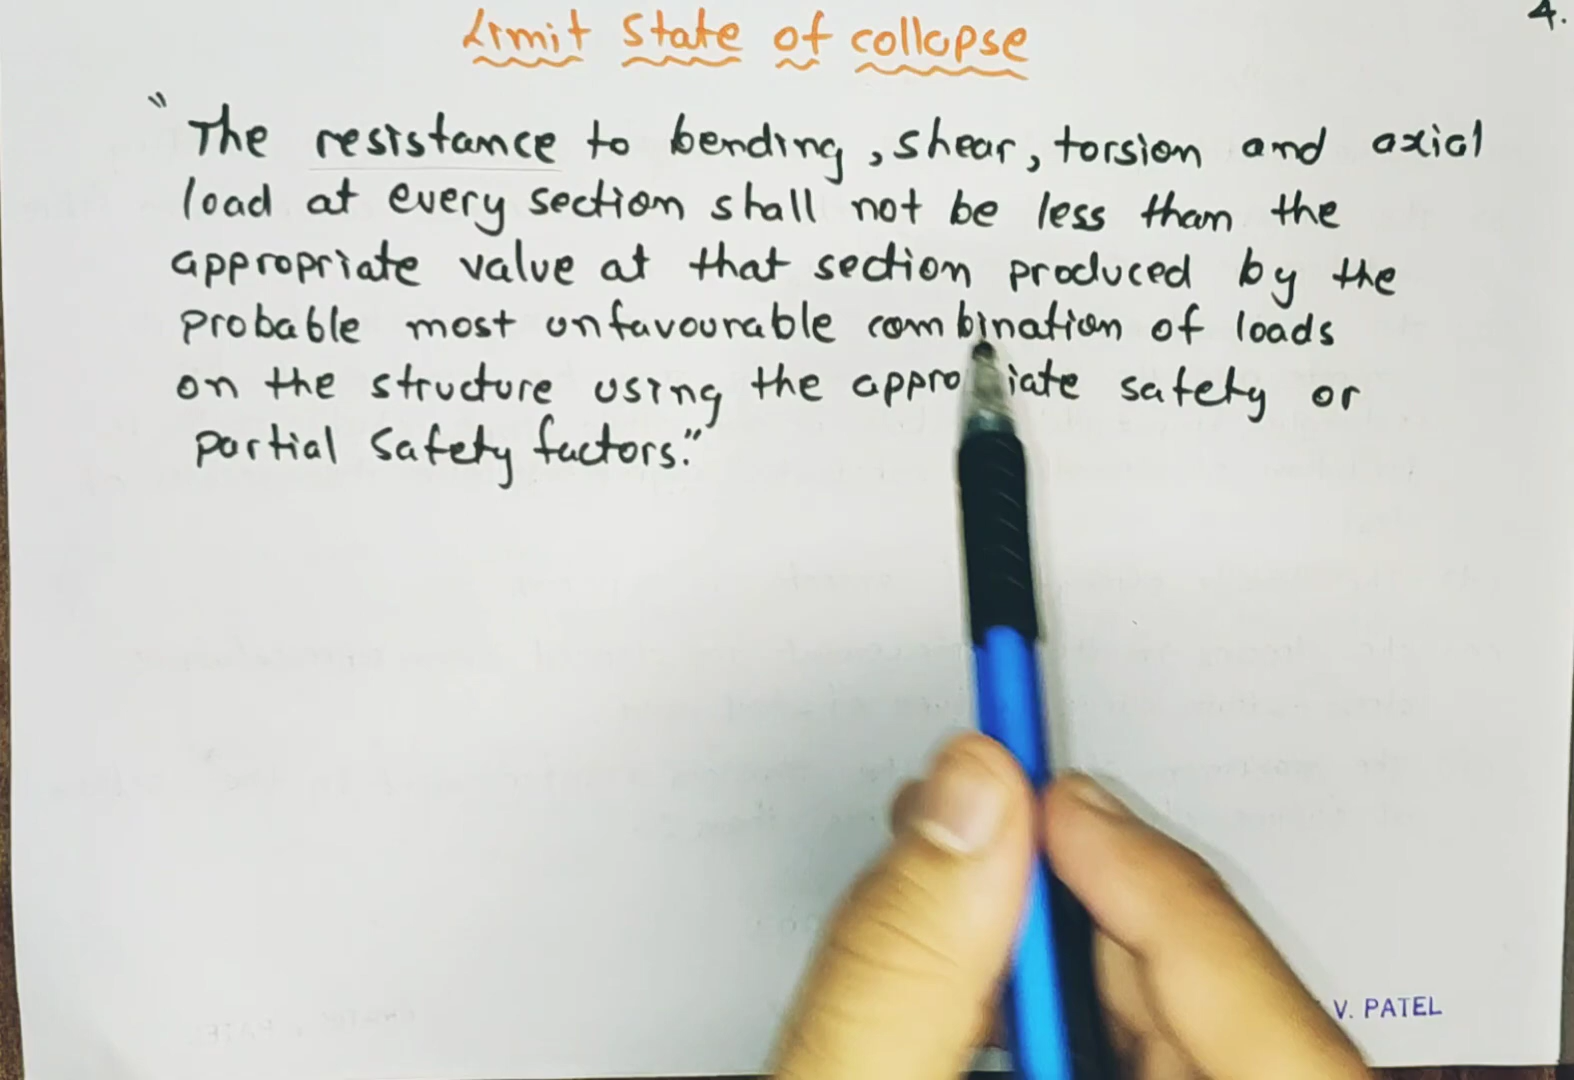 4.
Limit State of collapse
"The resistance to bending, shear, torsion and axial
load at every section shall not be less than the
appropriate value at that section produced by the
probable most unfavourable combination of loads
on the structure using the safety or
partial safety factors."
V. PATEL